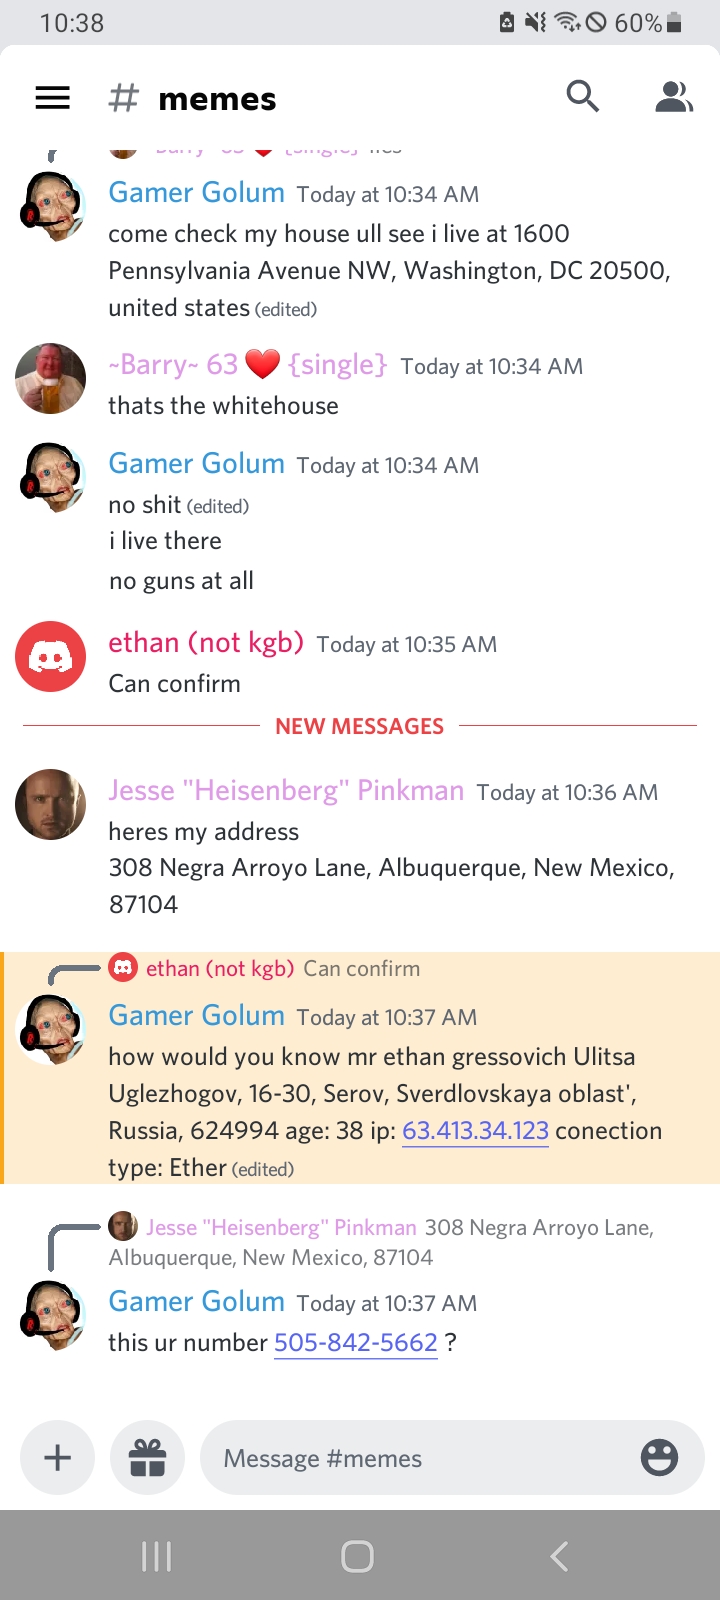 10:38
60%
# memes
~Barry~ 63 ❤️ {single} lies
Gamer Golum Today at 10:34 AM
come check my house ull see i live at 1600
Pennsylvania Avenue NW, Washington, DC 20500,
united states (edited)
~Barry~ 63 ❤️ {single} Today at 10:34 AM
thats the whitehouse
Gamer Golum Today at 10:34 AM
no shit (edited)
i live there
no guns at all
ethan (not kgb) Today at 10:35 AM
Can confirm
NEW MESSAGES
Jesse "Heisenberg" Pinkman Today at 10:36 AM
heres my address
308 Negra Arroyo Lane, Albuquerque, New Mexico,
87104
ethan (not kgb) Can confirm
Gamer Golum Today at 10:37 AM
how would you know mr ethan gressovich Ulitsa
Uglezhogov, 16-30, Serov, Sverdlovskaya oblast',
Russia, 624994 age: 38 ip: 63.413.34.123 conection
type: Ether (edited)
Jesse "Heisenberg" Pinkman 308 Negra Arroyo Lane,
Albuquerque, New Mexico, 87104
Gamer Golum Today at 10:37 AM
this ur number 505-842-5662 ?
Message #memes